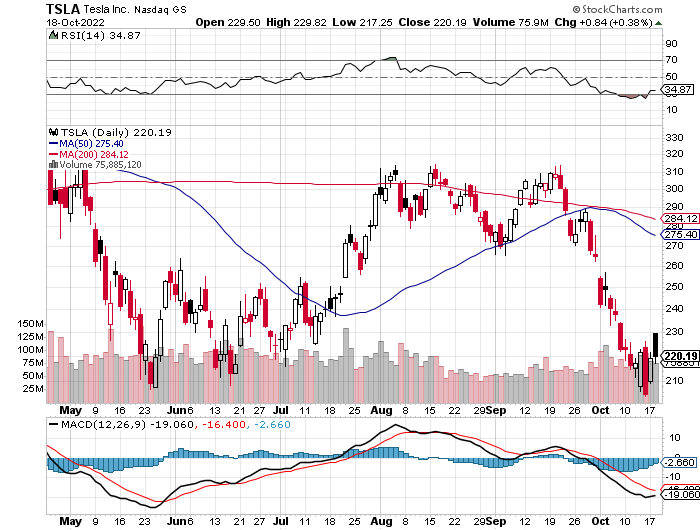 TSLA Tesla Inc. Nasdaq GS © StockCharts.com
18-Oct-2022 Open 229.50 High 229.82 Low 217.25 Close 220.19 Volume 75.9M Chg +0.84 (+0.38%)
RSI(14) 34.87
90
70
50
34.87
30
10
TSLA (Daily) 220.19
MA(50) 275.40
MA(200) 284.12
Volume 75,885,120
330
320
310
300
290
284.12
280
275.40
270
260
250
240
230
220.19
210
150M
125M
100M
75M
50M
25M
May 9 16 23 Jun 6 13 21 27 Jul 11 18 25 Aug 8 15 22 29 Sep 12 19 26 Oct 10 17
MACD(12,26,9) -19.060, -16.400, -2.660
10
0
-2.660
-10
-19.060
May 9 16 23 Jun 6 13 21 27 Jul 11 18 25 Aug 8 15 22 29 Sep 12 19 26 Oct 10 17